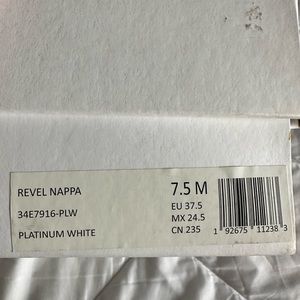 REVEL NAPPA
7.5 M
EU 37.5
34E7916-PLW
MX 24.5
PLATINUM WHITE
CN 235
1 92675 11238 3